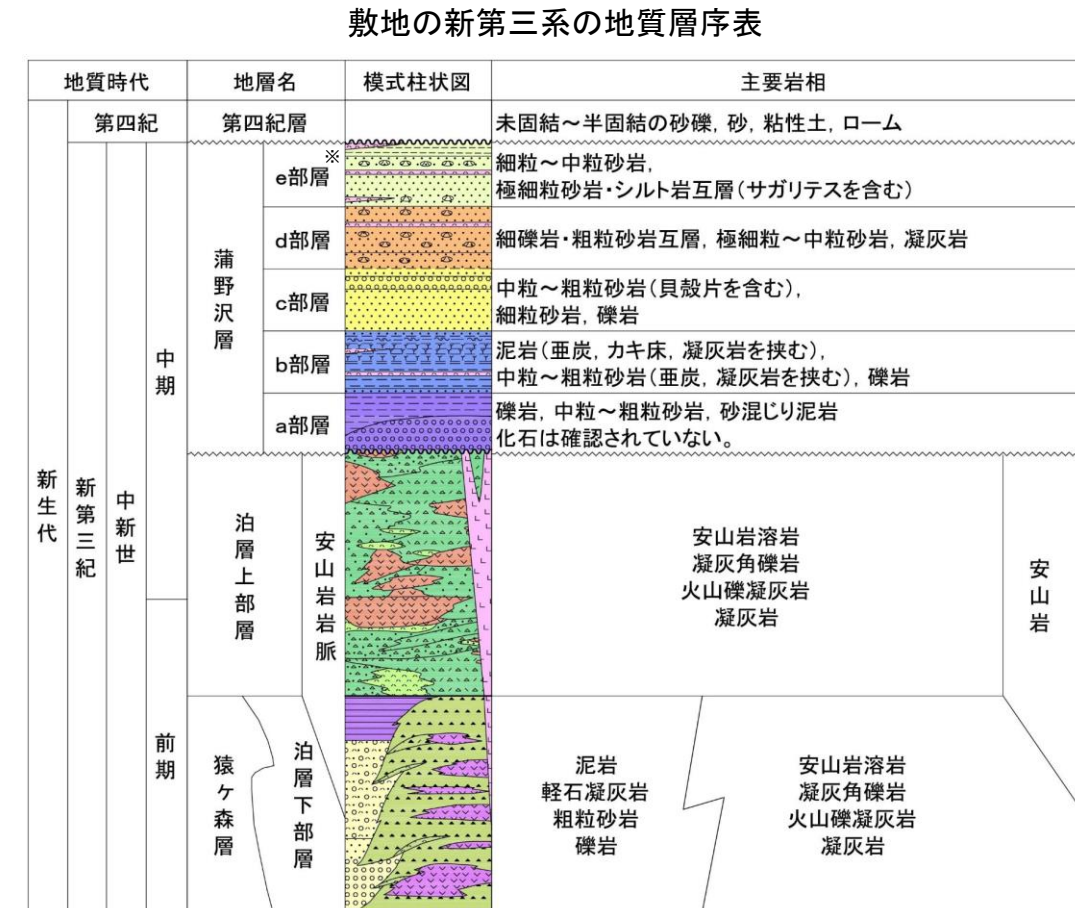 敷地の新第三系の地質層序表
地質時代
地層名
模式柱状図
主要岩相
第四紀
第四紀層
未固結～半固結の砂礫, 砂, 粘性土, ローム
新生代
新第三紀
中新世
中期
前期
蒲野沢層
※
e部層
細粒～中粒砂岩,
極細粒砂岩・シルト岩互層(サガリテスを含む)
d部層
細礫岩・粗粒砂岩互層, 極細粒～中粒砂岩, 凝灰岩
c部層
中粒～粗粒砂岩(貝殻片を含む),
細粒砂岩, 礫岩
b部層
泥岩(亜炭, カキ床, 凝灰岩を挟む),
中粒～粗粒砂岩(亜炭, 凝灰岩を挟む), 礫岩
a部層
礫岩, 中粒～粗粒砂岩, 砂混じり泥岩
化石は確認されていない。
泊層上部層
安山岩岩脈
安山岩溶岩
凝灰角礫岩
火山礫凝灰岩
凝灰岩
安山岩
猿ヶ森層
泊層下部層
泥岩
軽石凝灰岩
粗粒砂岩
礫岩
安山岩溶岩
凝灰角礫岩
火山礫凝灰岩
凝灰岩